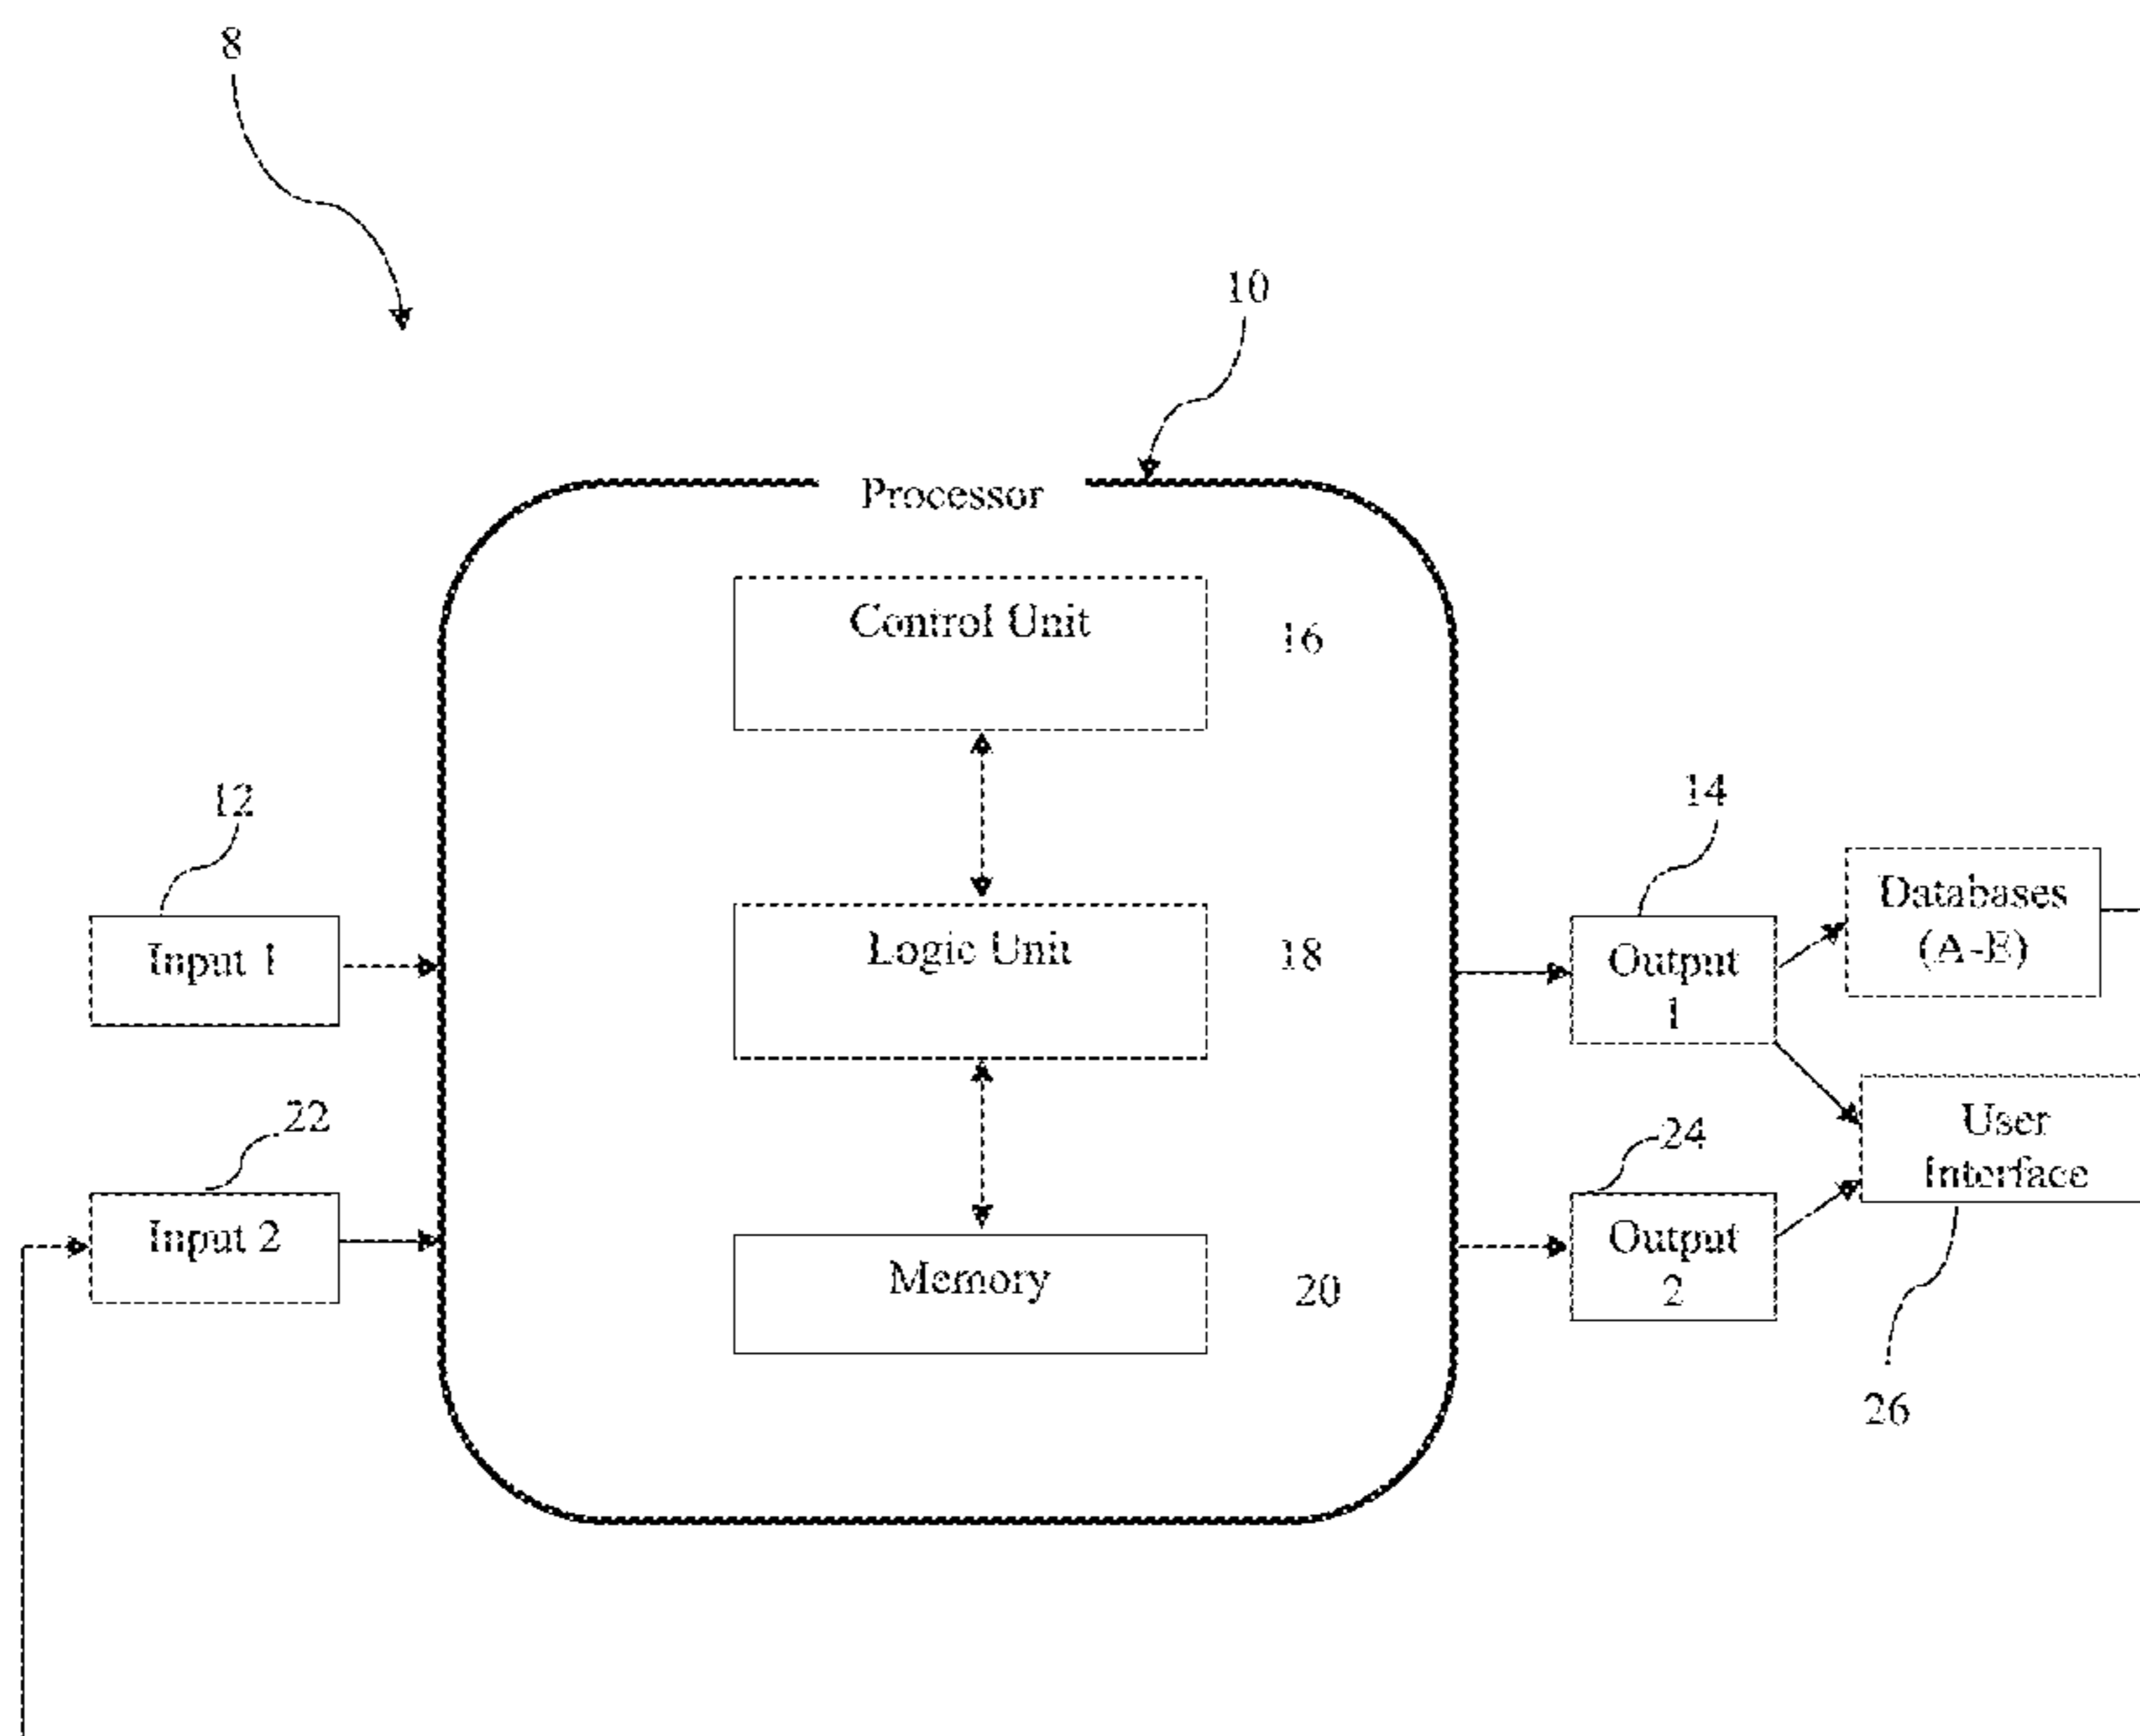 8
10
Processor
Control Unit
16
12
14
Input 1
Logic Unit
18
Output
1
Databases
(A-E)
22
24
User
Interface
Input 2
Memory
20
Output
2
26